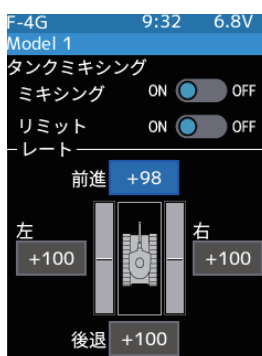 F-4G 9:32 6.8V
Model 1
タンクミキシング
ミキシング ON OFF
リミット ON OFF
レート
前進 +98
左 右
+100 +100
後退 +100